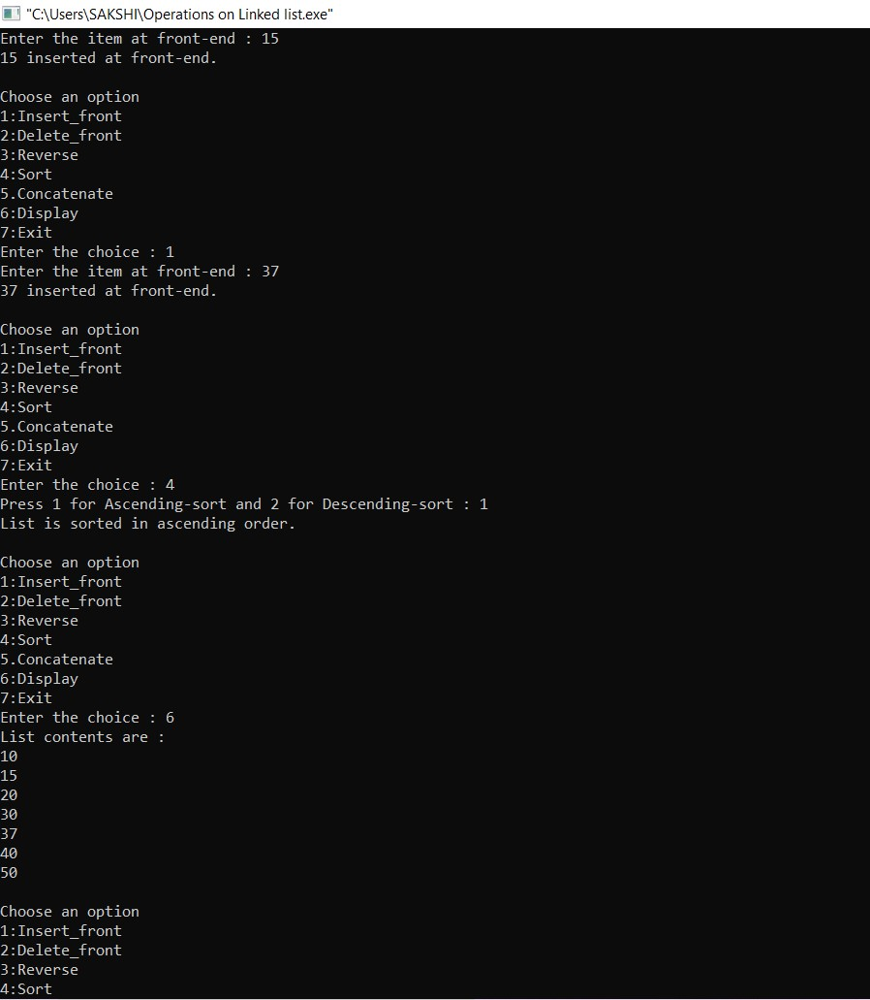 "C:\Users\SAKSHI\Operations on Linked list.exe"
Enter the item at front-end : 15
15 inserted at front-end.

Choose an option
1:Insert_front
2:Delete_front
3:Reverse
4:Sort
5.Concatenate
6:Display
7:Exit
Enter the choice : 1
Enter the item at front-end : 37
37 inserted at front-end.

Choose an option
1:Insert_front
2:Delete_front
3:Reverse
4:Sort
5.Concatenate
6:Display
7:Exit
Enter the choice : 4
Press 1 for Ascending-sort and 2 for Descending-sort : 1
List is sorted in ascending order.

Choose an option
1:Insert_front
2:Delete_front
3:Reverse
4:Sort
5.Concatenate
6:Display
7:Exit
Enter the choice : 6
List contents are :
10
15
20
30
37
40
50

Choose an option
1:Insert_front
2:Delete_front
3:Reverse
4:Sort